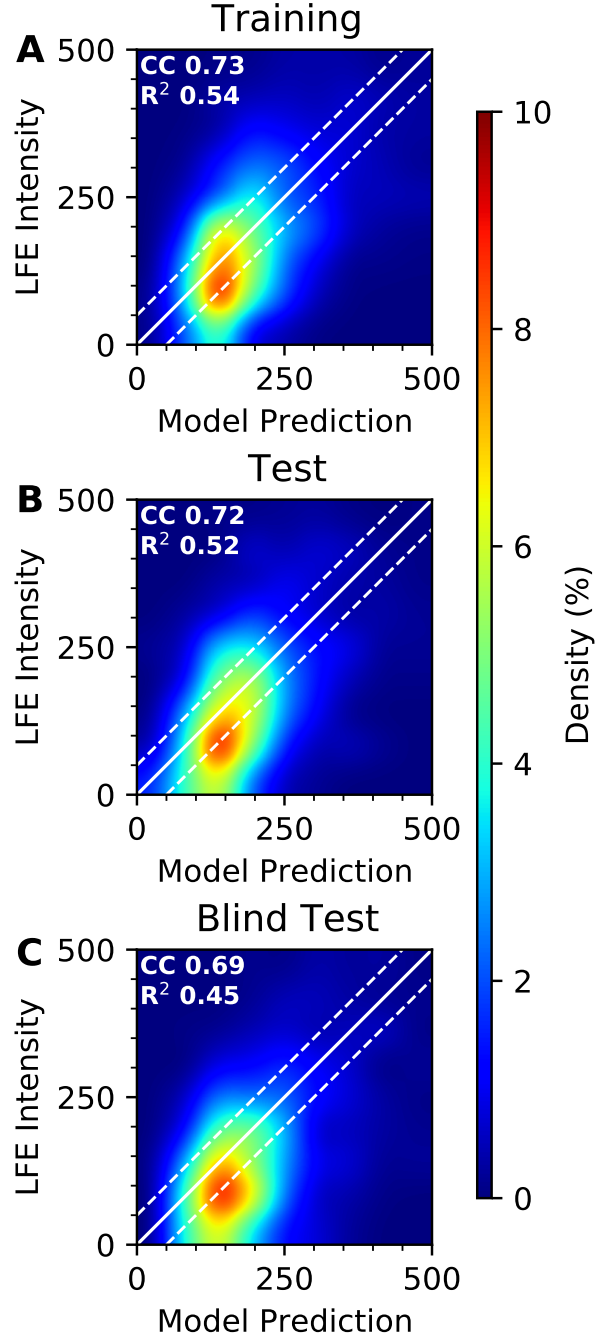 Training
A
500
250
0
LFE Intensity
CC 0.73
R² 0.54
0 250 500
Model Prediction
Test
B
500
250
0
LFE Intensity
CC 0.72
R² 0.52
0 250 500
Model Prediction
Blind Test
C
500
250
0
LFE Intensity
CC 0.69
R² 0.45
0 250 500
Model Prediction
10
8
6
4
2
0
Density (%)